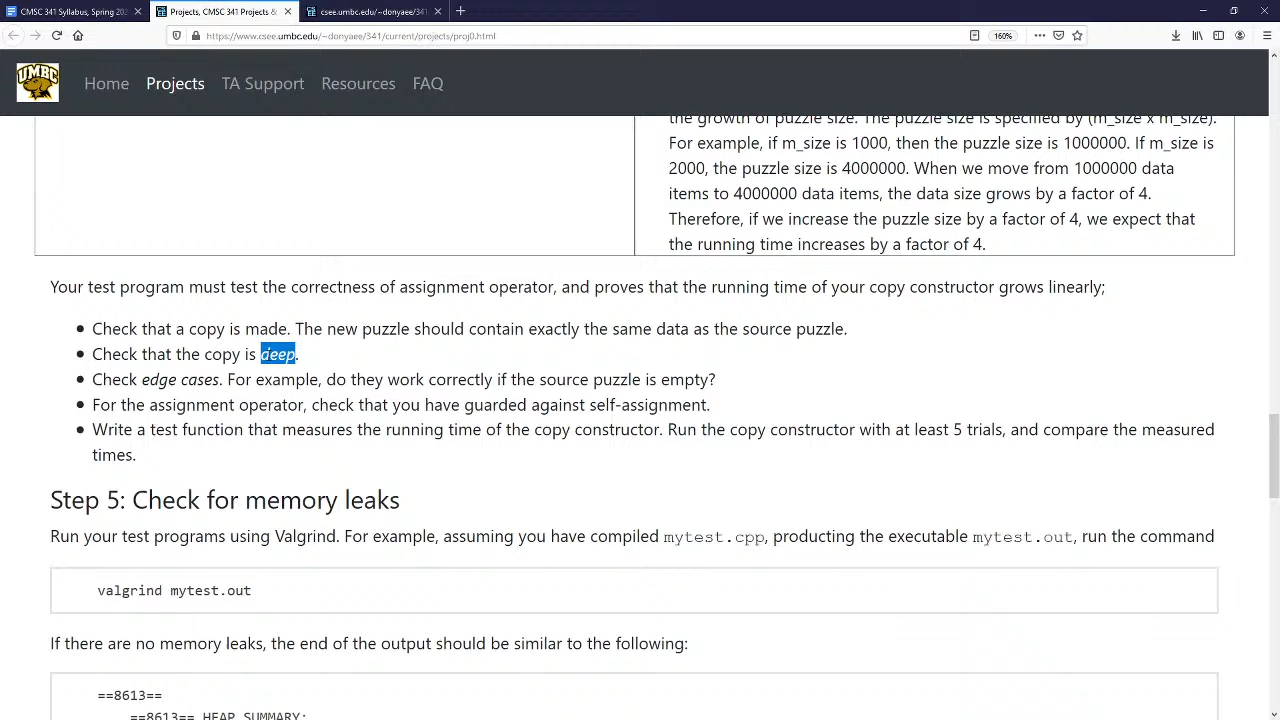 CMSC 341 Syllabus, Spring 202
Projects, CMSC 341 Projects &
csee.umbc.edu/~donyaee/341/
https://www.csee.umbc.edu/~donyaee/341/current/projects/proj0.html
160%
UMBC
Home
Projects
TA Support
Resources
FAQ
the growth of puzzle size. The puzzle size is specified by (m_size x m_size).
For example, if m_size is 1000, then the puzzle size is 1000000. If m_size is
2000, the puzzle size is 4000000. When we move from 1000000 data
items to 4000000 data items, the data size grows by a factor of 4.
Therefore, if we increase the puzzle size by a factor of 4, we expect that
the running time increases by a factor of 4.
Your test program must test the correctness of assignment operator, and proves that the running time of your copy constructor grows linearly;
• Check that a copy is made. The new puzzle should contain exactly the same data as the source puzzle.
• Check that the copy is deep.
• Check edge cases. For example, do they work correctly if the source puzzle is empty?
• For the assignment operator, check that you have guarded against self-assignment.
• Write a test function that measures the running time of the copy constructor. Run the copy constructor with at least 5 trials, and compare the measured
times.
Step 5: Check for memory leaks
Run your test programs using Valgrind. For example, assuming you have compiled mytest.cpp, producting the executable mytest.out, run the command
valgrind mytest.out
If there are no memory leaks, the end of the output should be similar to the following:
==8613==
==8613== HEAP SUMMARY: